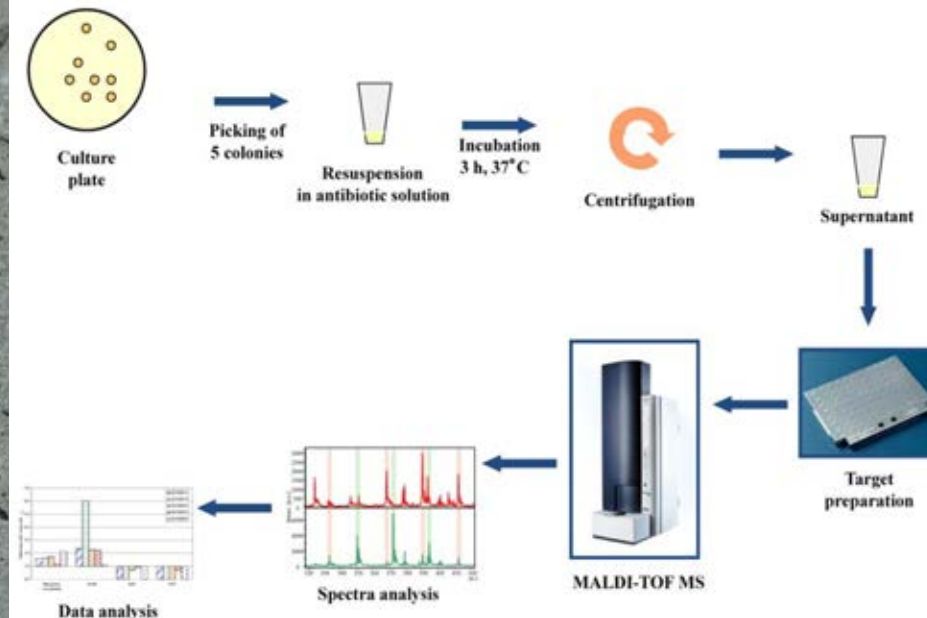 Culture
plate
Picking of
5 colonies
Resuspension
in antibiotic solution
Incubation
3 h, 37°C
Centrifugation
Supernatant
Target
preparation
MALDI-TOF MS
Spectra analysis
Data analysis